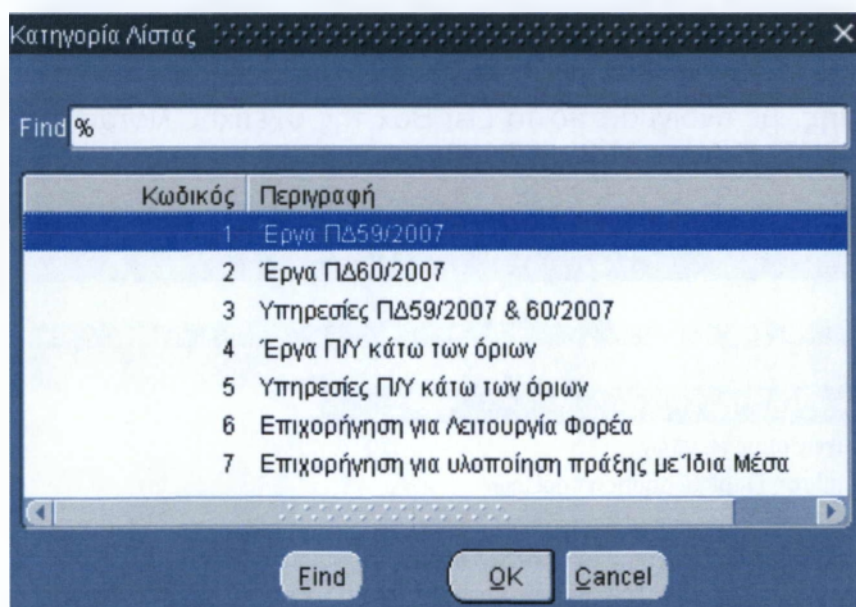 Κατηγορία Λίστας
Find %
Κωδικός Περιγραφή
1 Έργα ΠΔ59/2007
2 Έργα ΠΔ60/2007
3 Υπηρεσίες ΠΔ59/2007 & 60/2007
4 Έργα Π/Υ κάτω των όριων
5 Υπηρεσίες Π/Υ κάτω των όριων
6 Επιχορήγηση για Λειτουργία Φορέα
7 Επιχορήγηση για υλοποίηση πράξης με Ίδια Μέσα
Find OK Cancel